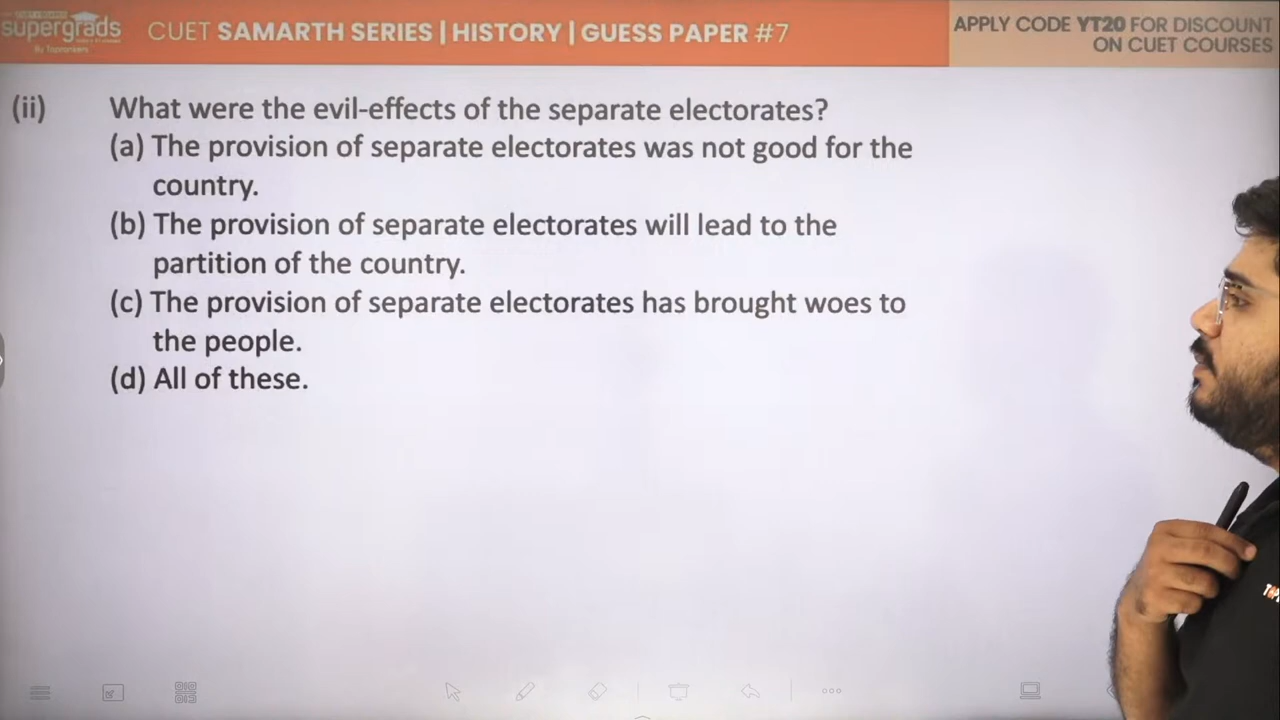 supergrads
By Toprankers
CUET SAMARTH SERIES | HISTORY | GUESS PAPER #7
APPLY CODE YT20 FOR DISCOUNT
ON CUET COURSES
(ii) What were the evil-effects of the separate electorates?
(a) The provision of separate electorates was not good for the
country.
(b) The provision of separate electorates will lead to the
partition of the country.
(c) The provision of separate electorates has brought woes to
the people.
(d) All of these.